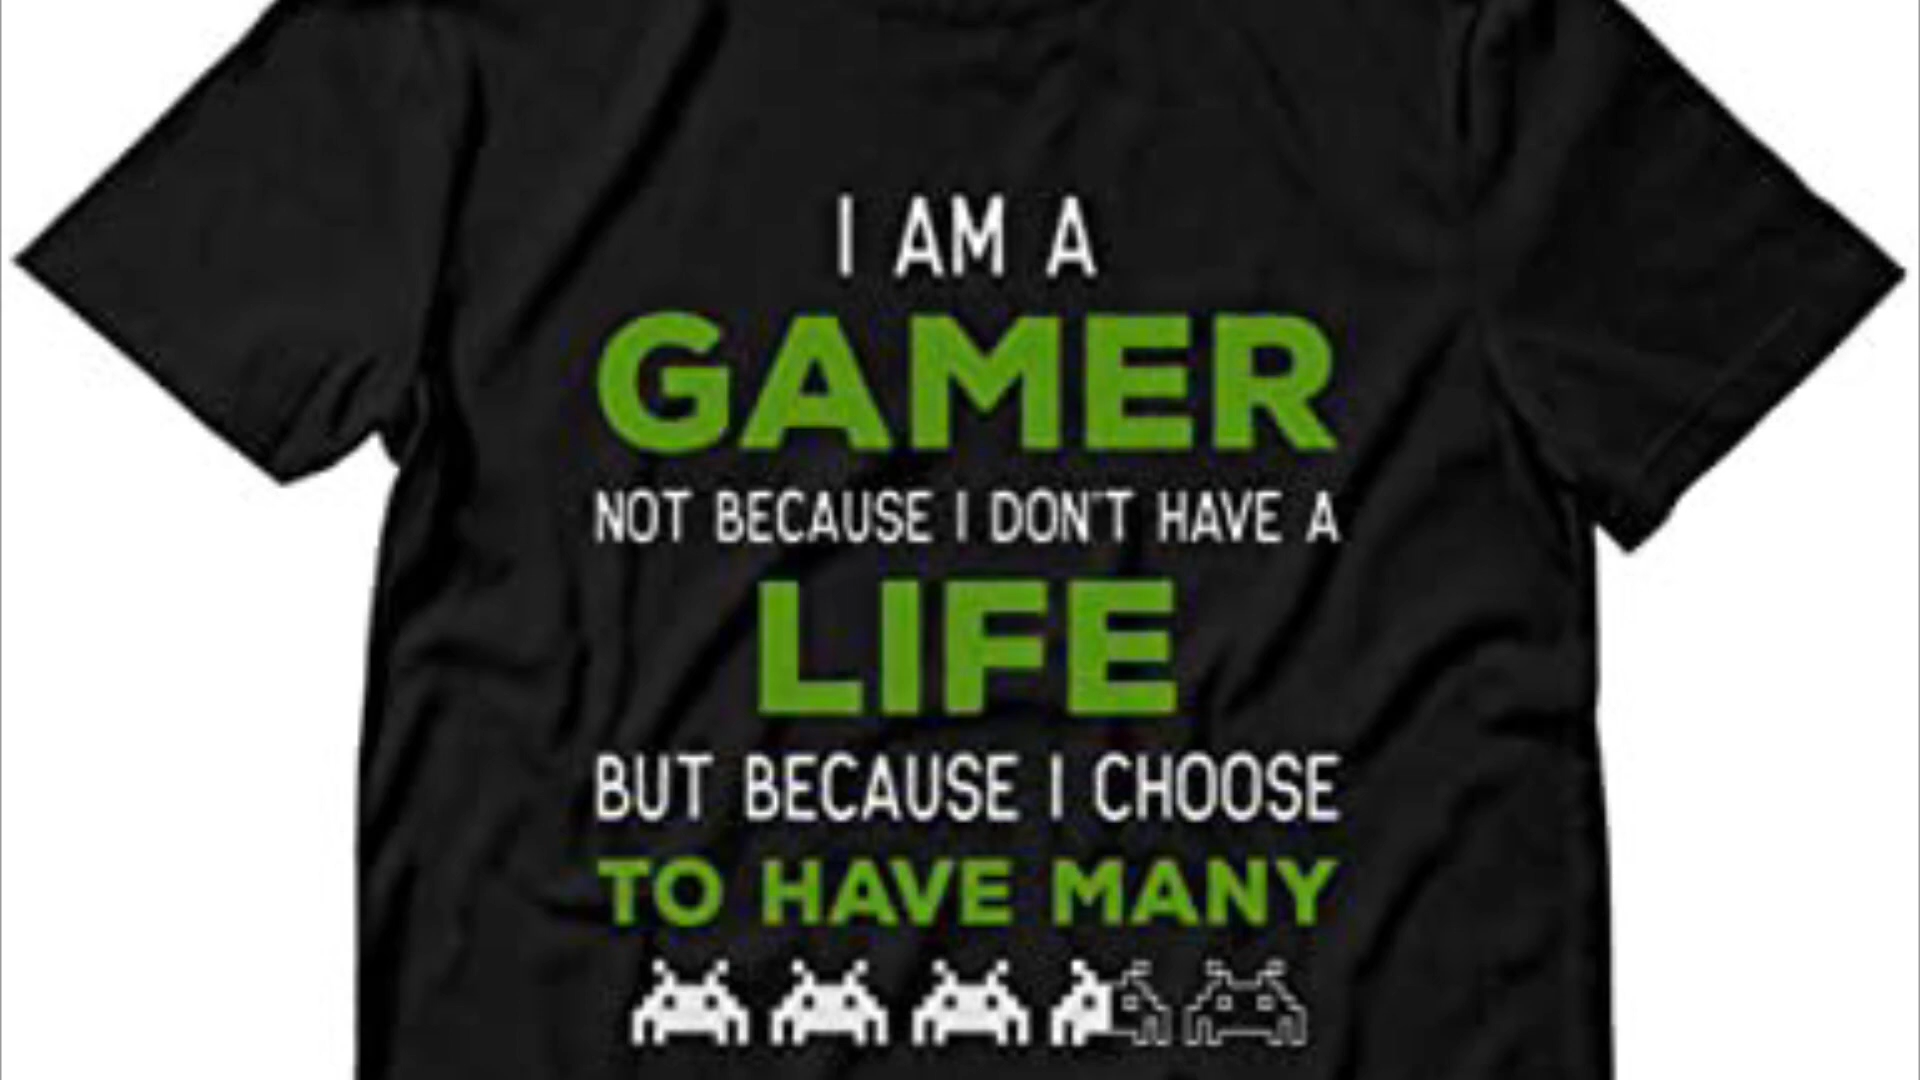 I AM A
GAMER
NOT BECAUSE I DON'T HAVE A
LIFE
BUT BECAUSE I CHOOSE
TO HAVE MANY